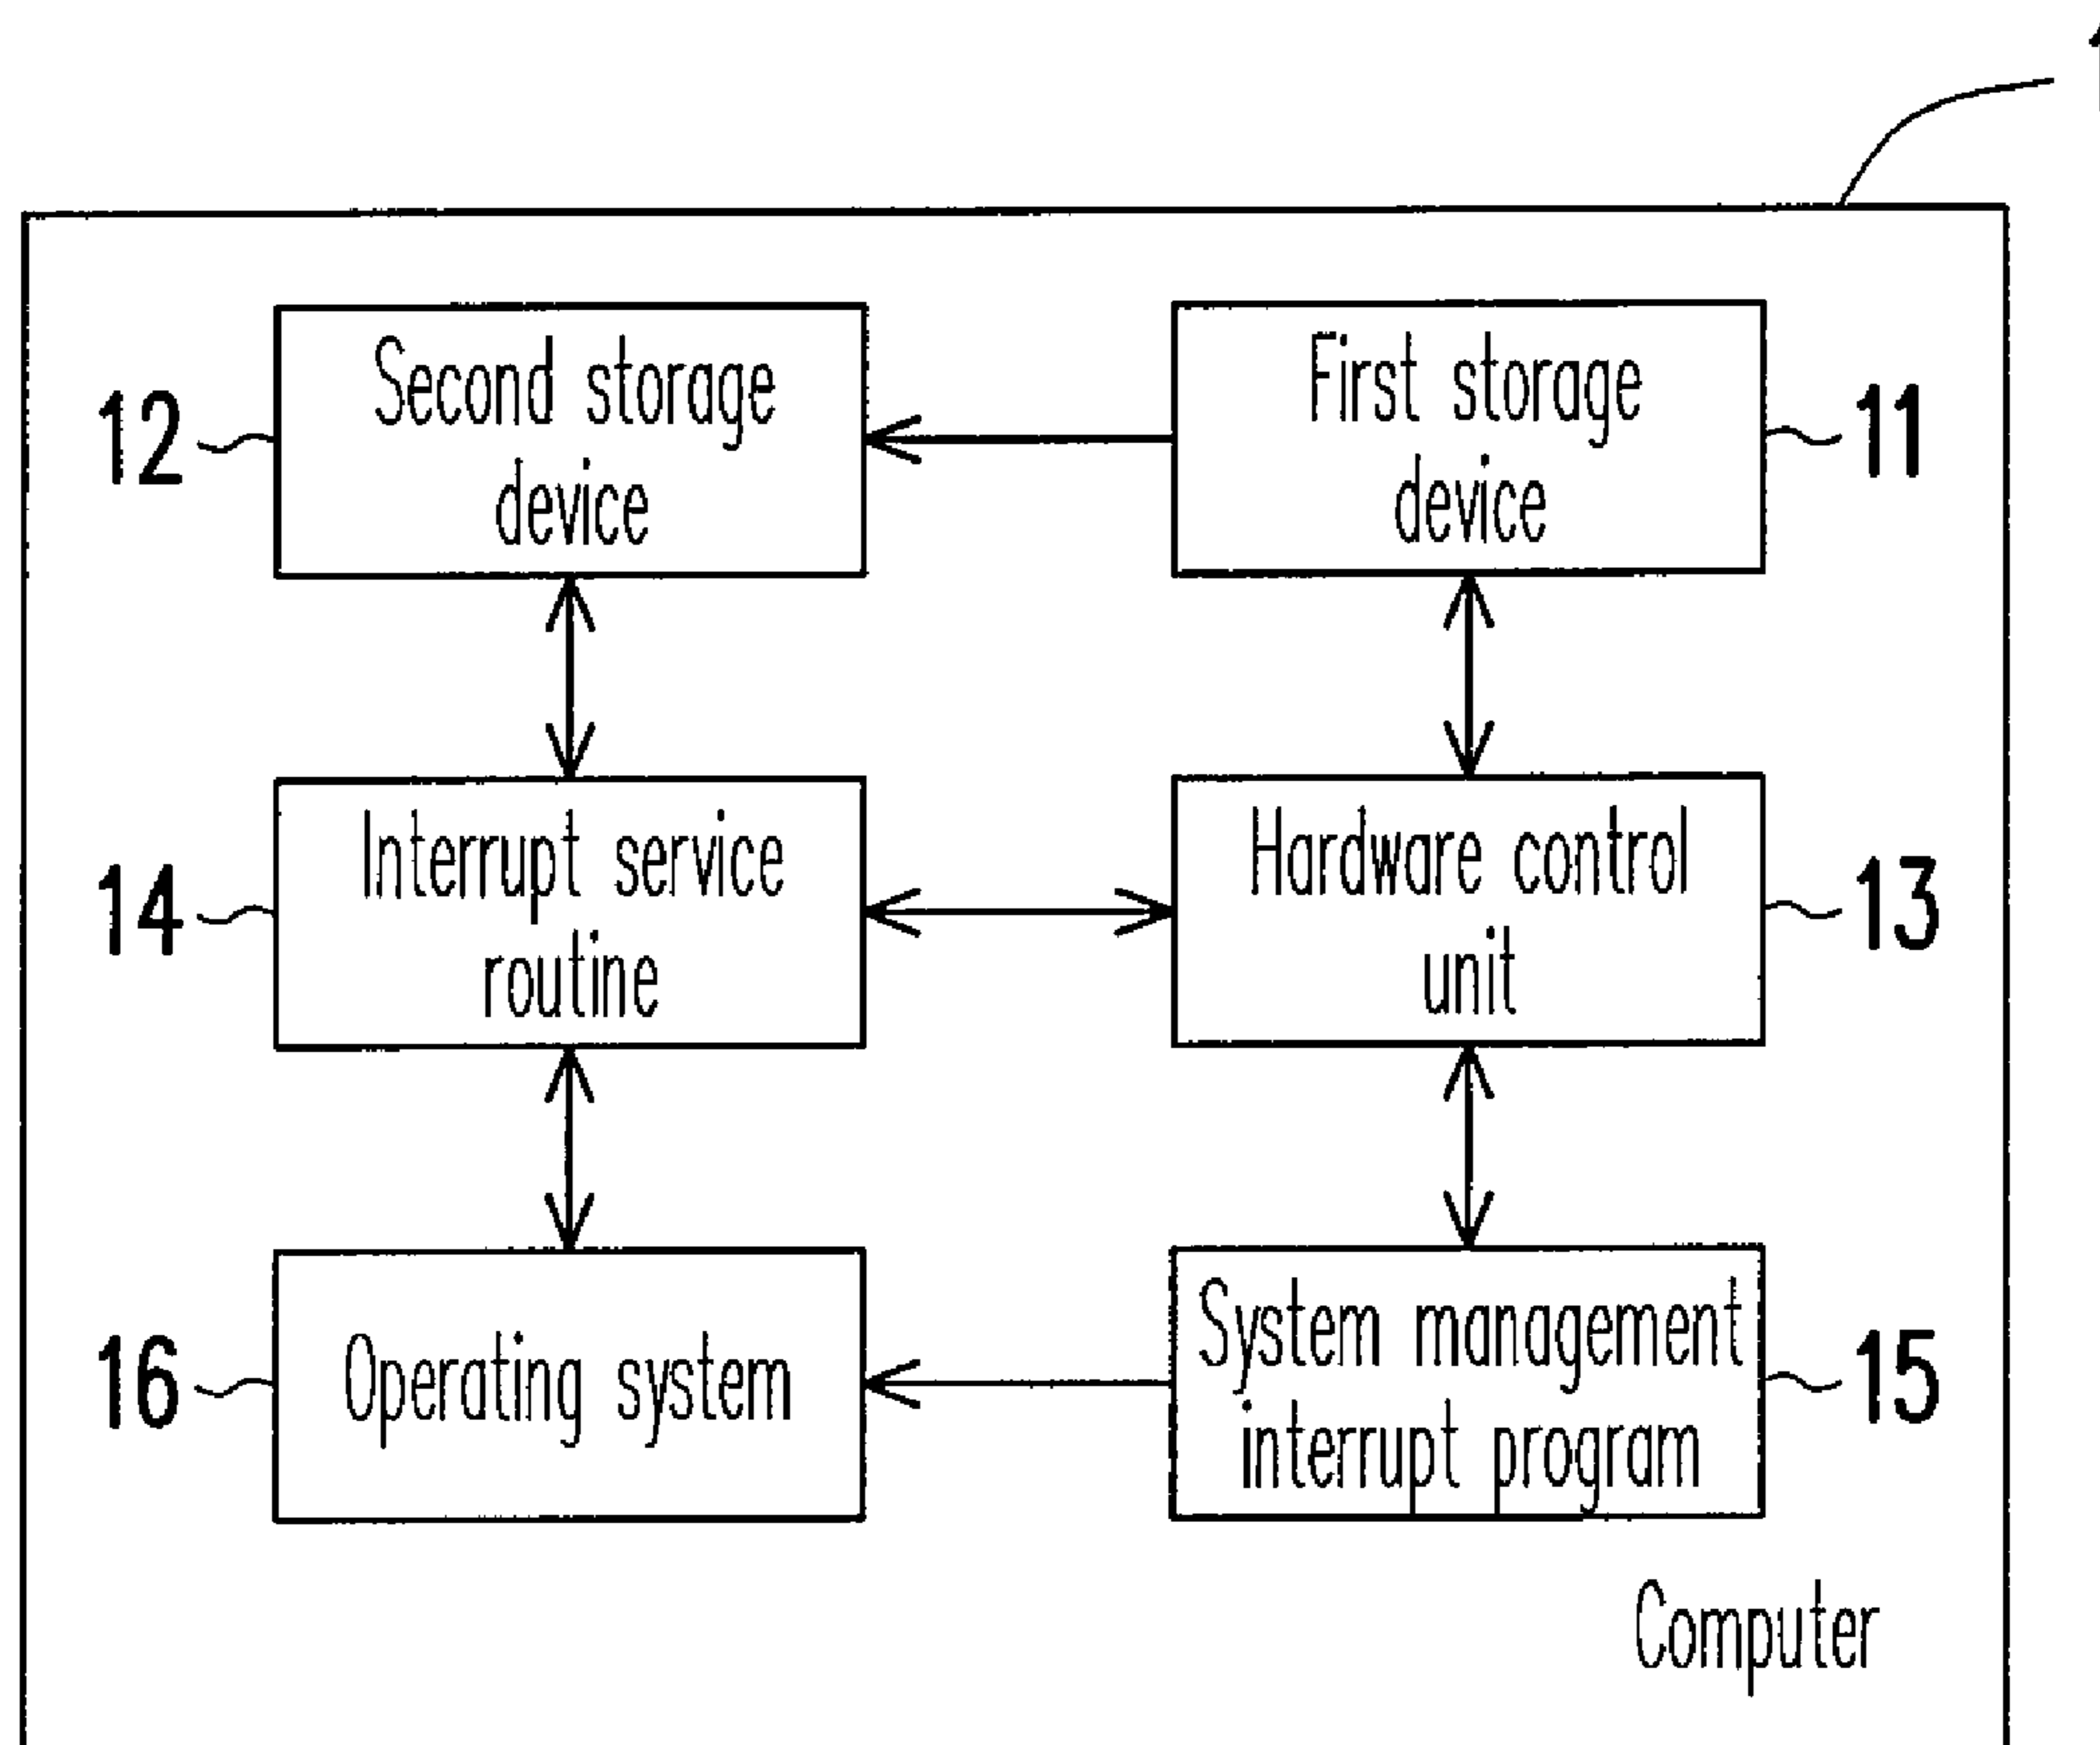 12
Second storage
device
First storage
device
11
14
Interrupt service
routine
Hardware control
unit
13
16
Operating system
System management
interrupt program
15
Computer